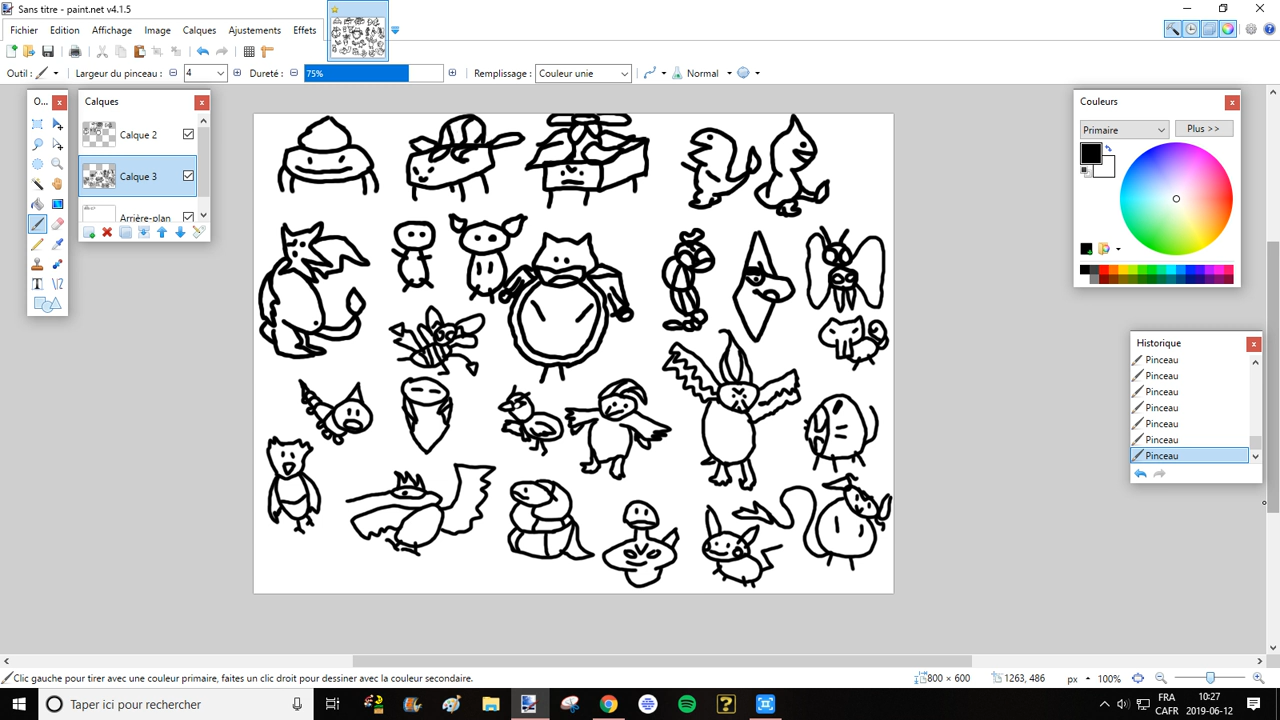 Sans titre - paint.net v4.1.5
Fichier Edition Affichage Image Calques Ajustements Effets
Outil : Largeur du pinceau : 4 Dureté : 75% Remplissage : Couleur unie Normal
O...
Calques
Calque 2
Calque 3
Arrière-plan
Couleurs
Primaire Plus >>
Historique
Pinceau
Pinceau
Pinceau
Pinceau
Pinceau
Pinceau
Pinceau
Clic gauche pour tirer avec une couleur primaire, faites un clic droit pour dessiner avec la couleur secondaire.
800 × 600 1263, 486 px 100%
Taper ici pour rechercher
FRA 10:27
CAFR 2019-06-12